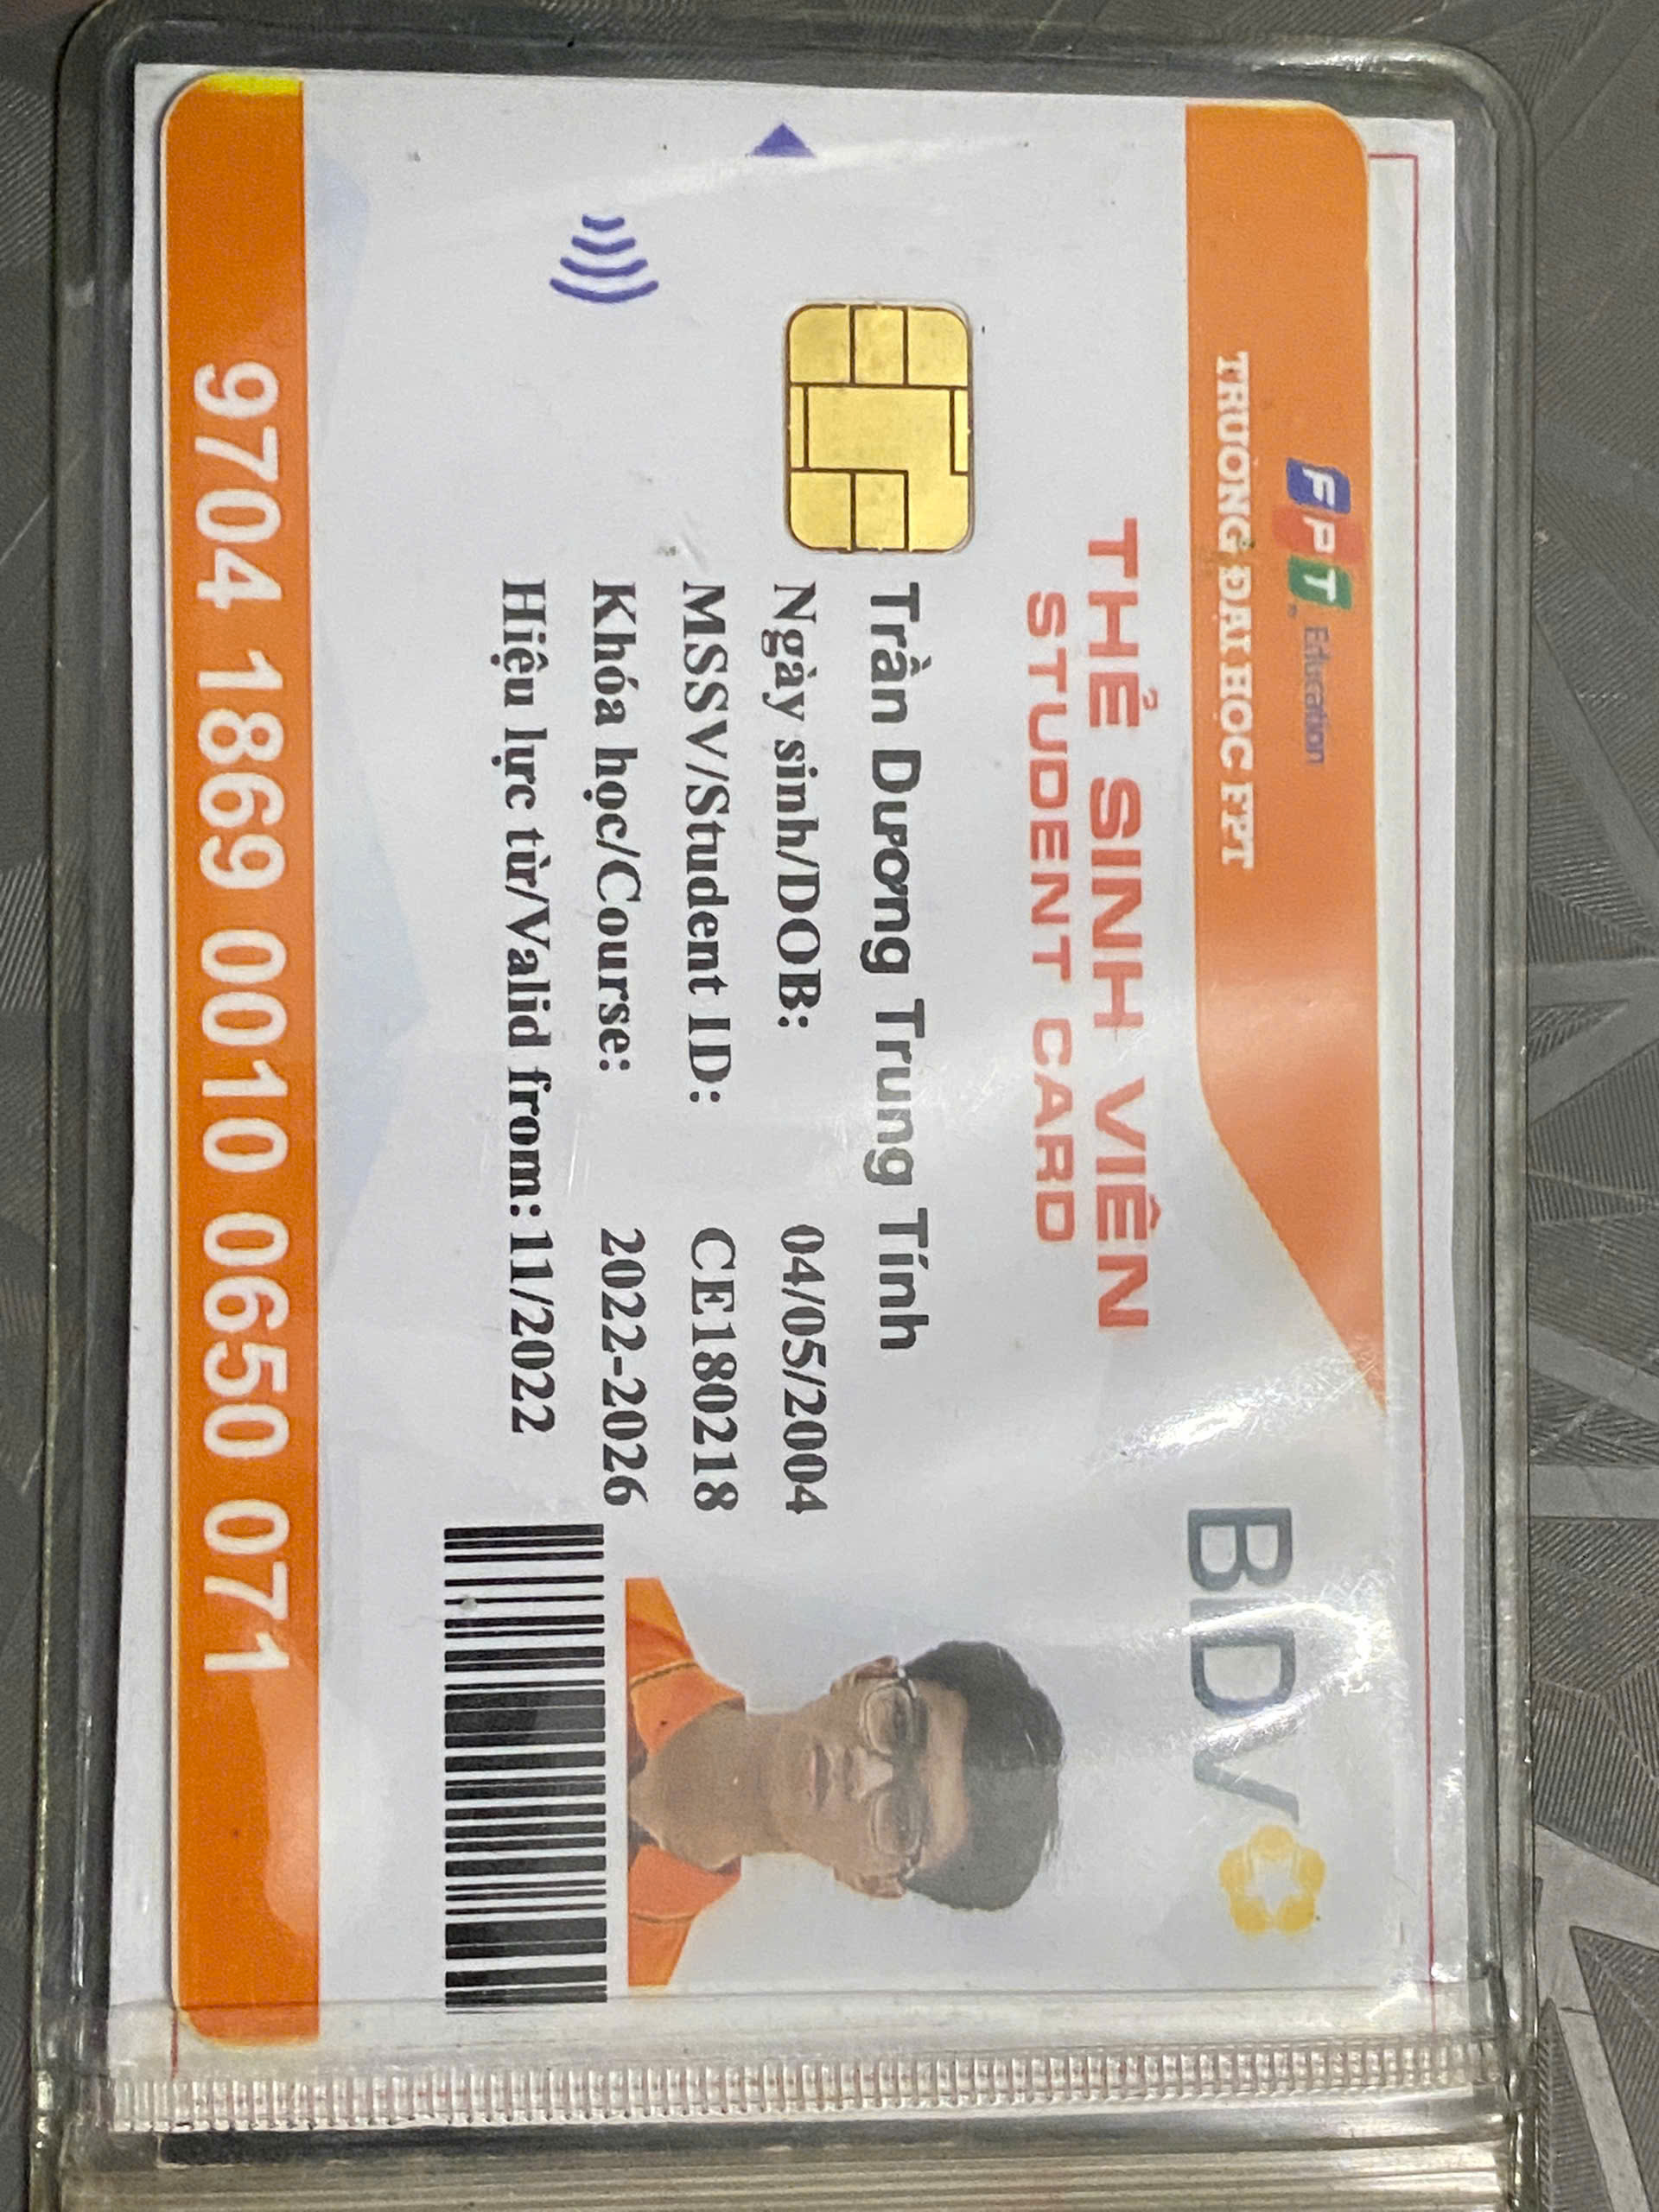 FPT Education
TRƯỜNG ĐẠI HỌC FPT
BIDV
THẺ SINH VIÊN
STUDENT CARD
Trần Dương Trung Tính
Ngày sinh/DOB: 04/05/2004
MSSV/Student ID: CE180218
Khóa học/Course: 2022-2026
Hiệu lực từ/Valid from: 11/2022
9704 1869 0010 0650 071